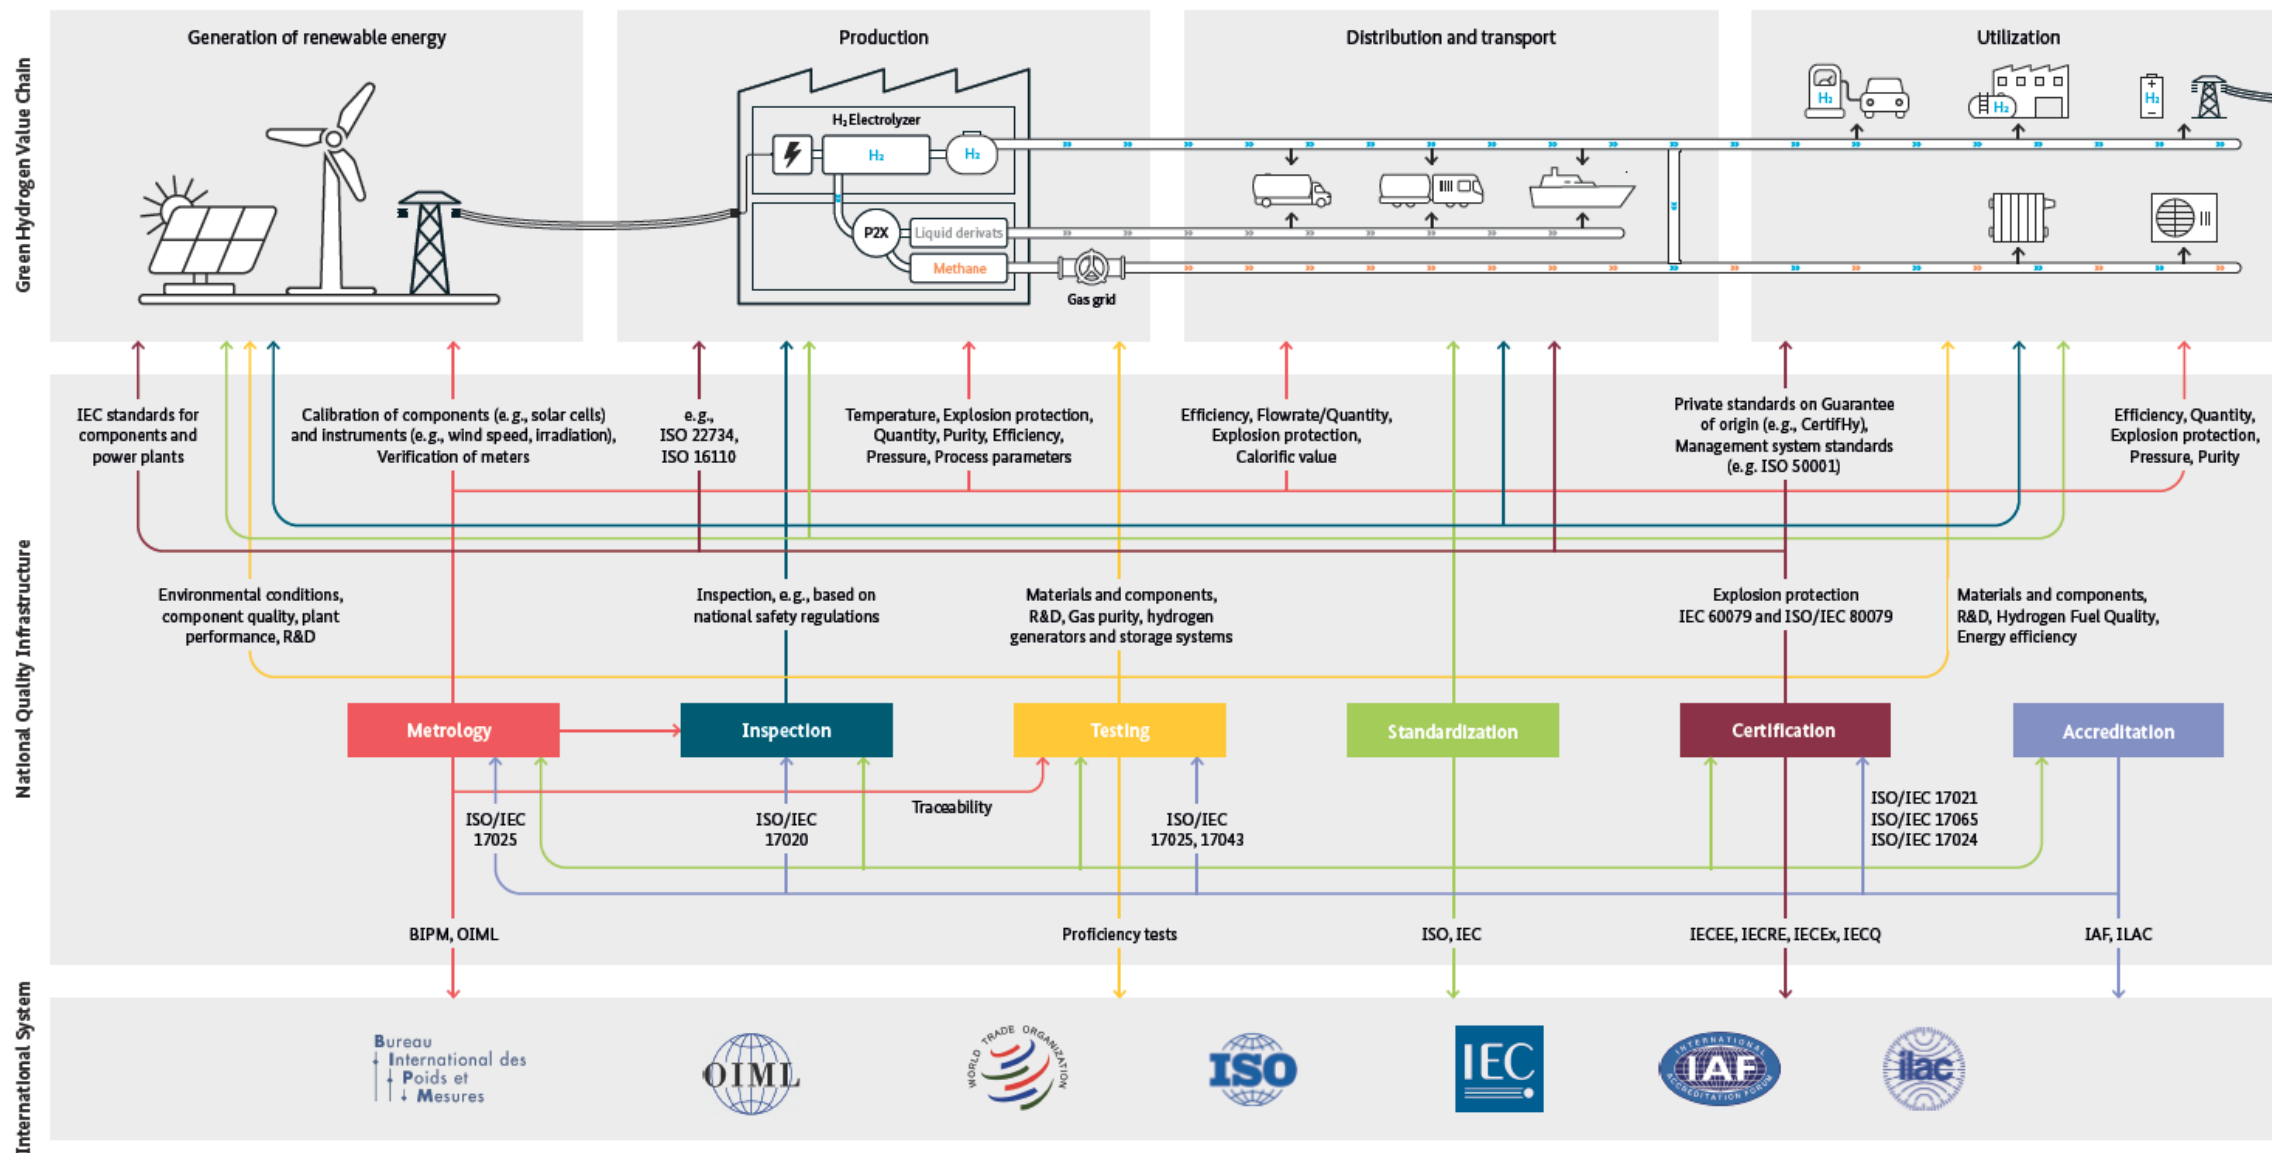 Green Hydrogen Value Chain
Generation of renewable energy
Production
Distribution and transport
Utilization
H₂ Electrolyzer
H₂
H₂
P2X
Liquid derivats
Methane
Gas grid
H₂
H₂
H₂
National Quality Infrastructure
IEC standards for
components and
power plants
Calibration of components (e.g., solar cells)
and instruments (e.g., wind speed, irradiation),
Verification of meters
e.g.,
ISO 22734,
ISO 16110
Temperature, Explosion protection,
Quantity, Purity, Efficiency,
Pressure, Process parameters
Efficiency, Flowrate/Quantity,
Explosion protection,
Calorific value
Private standards on Guarantee
of origin (e.g., CertifHy),
Management system standards
(e.g. ISO 50001)
Efficiency, Quantity,
Explosion protection,
Pressure, Purity
Environmental conditions,
component quality, plant
performance, R&D
Inspection, e.g., based on
national safety regulations
Materials and components,
R&D, Gas purity, hydrogen
generators and storage systems
Explosion protection
IEC 60079 and ISO/IEC 80079
Materials and components,
R&D, Hydrogen Fuel Quality,
Energy efficiency
Metrology
Inspection
Testing
Standardization
Certification
Accreditation
Traceability
ISO/IEC
17025
ISO/IEC
17020
ISO/IEC
17025, 17043
ISO/IEC 17021
ISO/IEC 17065
ISO/IEC 17024
BIPM, OIML
Proficiency tests
ISO, IEC
IECEE, IECRE, IECEx, IECQ
IAF, ILAC
International System
Bureau
International des
Poids et
Mesures
OIML
WORLD TRADE ORGANIZATION
ISO
IEC
INTERNATIONAL
IAF
ACCREDITATION FORUM
ilac